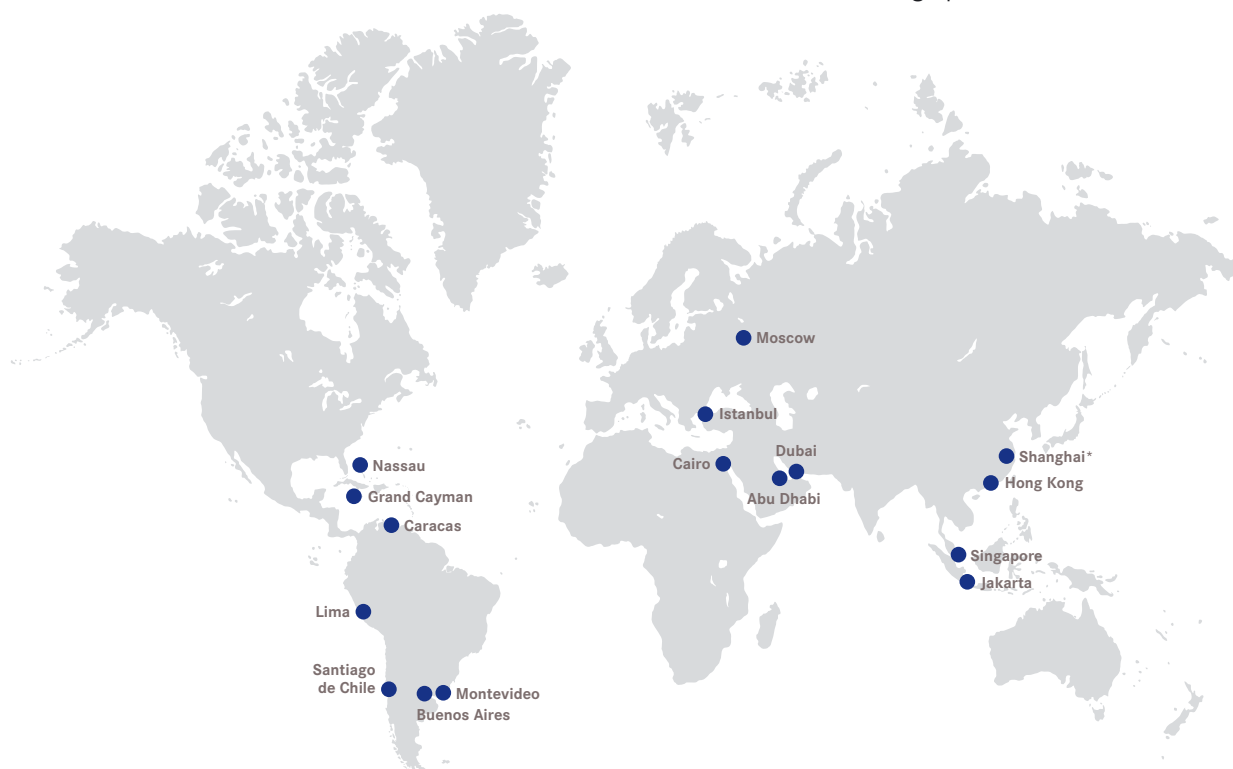 Moscow
Istanbul
Dubai
Cairo
Shanghai*
Nassau
Hong Kong
Grand Cayman
Abu Dhabi
Caracas
Singapore
Jakarta
Lima
Santiago
de Chile
Montevideo
Buenos Aires